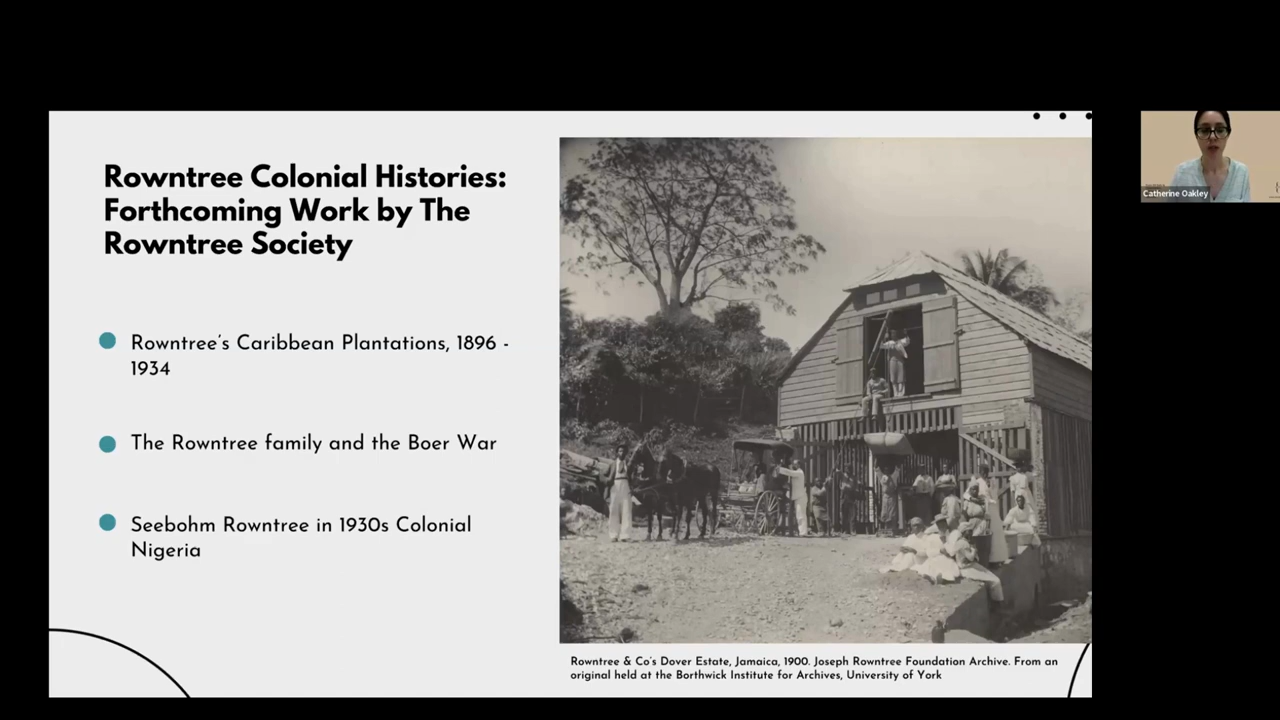 Rowntree Colonial Histories:
Forthcoming Work by The
Rowntree Society
Rowntree's Caribbean Plantations, 1896 -
1934
The Rowntree family and the Boer War
Seebohm Rowntree in 1930s Colonial
Nigeria
Rowntree & Co's Dover Estate, Jamaica, 1900. Joseph Rowntree Foundation Archive. From an
original held at the Borthwick Institute for Archives, University of York
Catherine Oakley